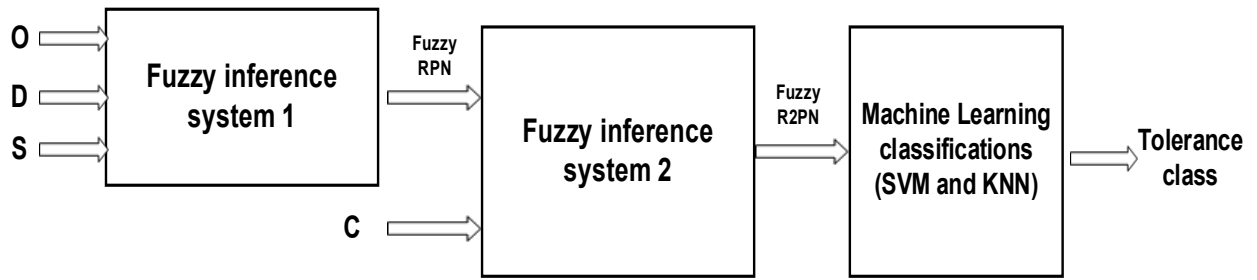 O
D
S
Fuzzy inference
system 1
Fuzzy
RPN
C
Fuzzy inference
system 2
Fuzzy
R2PN
Machine Learning
classifications
(SVM and KNN)
Tolerance
class